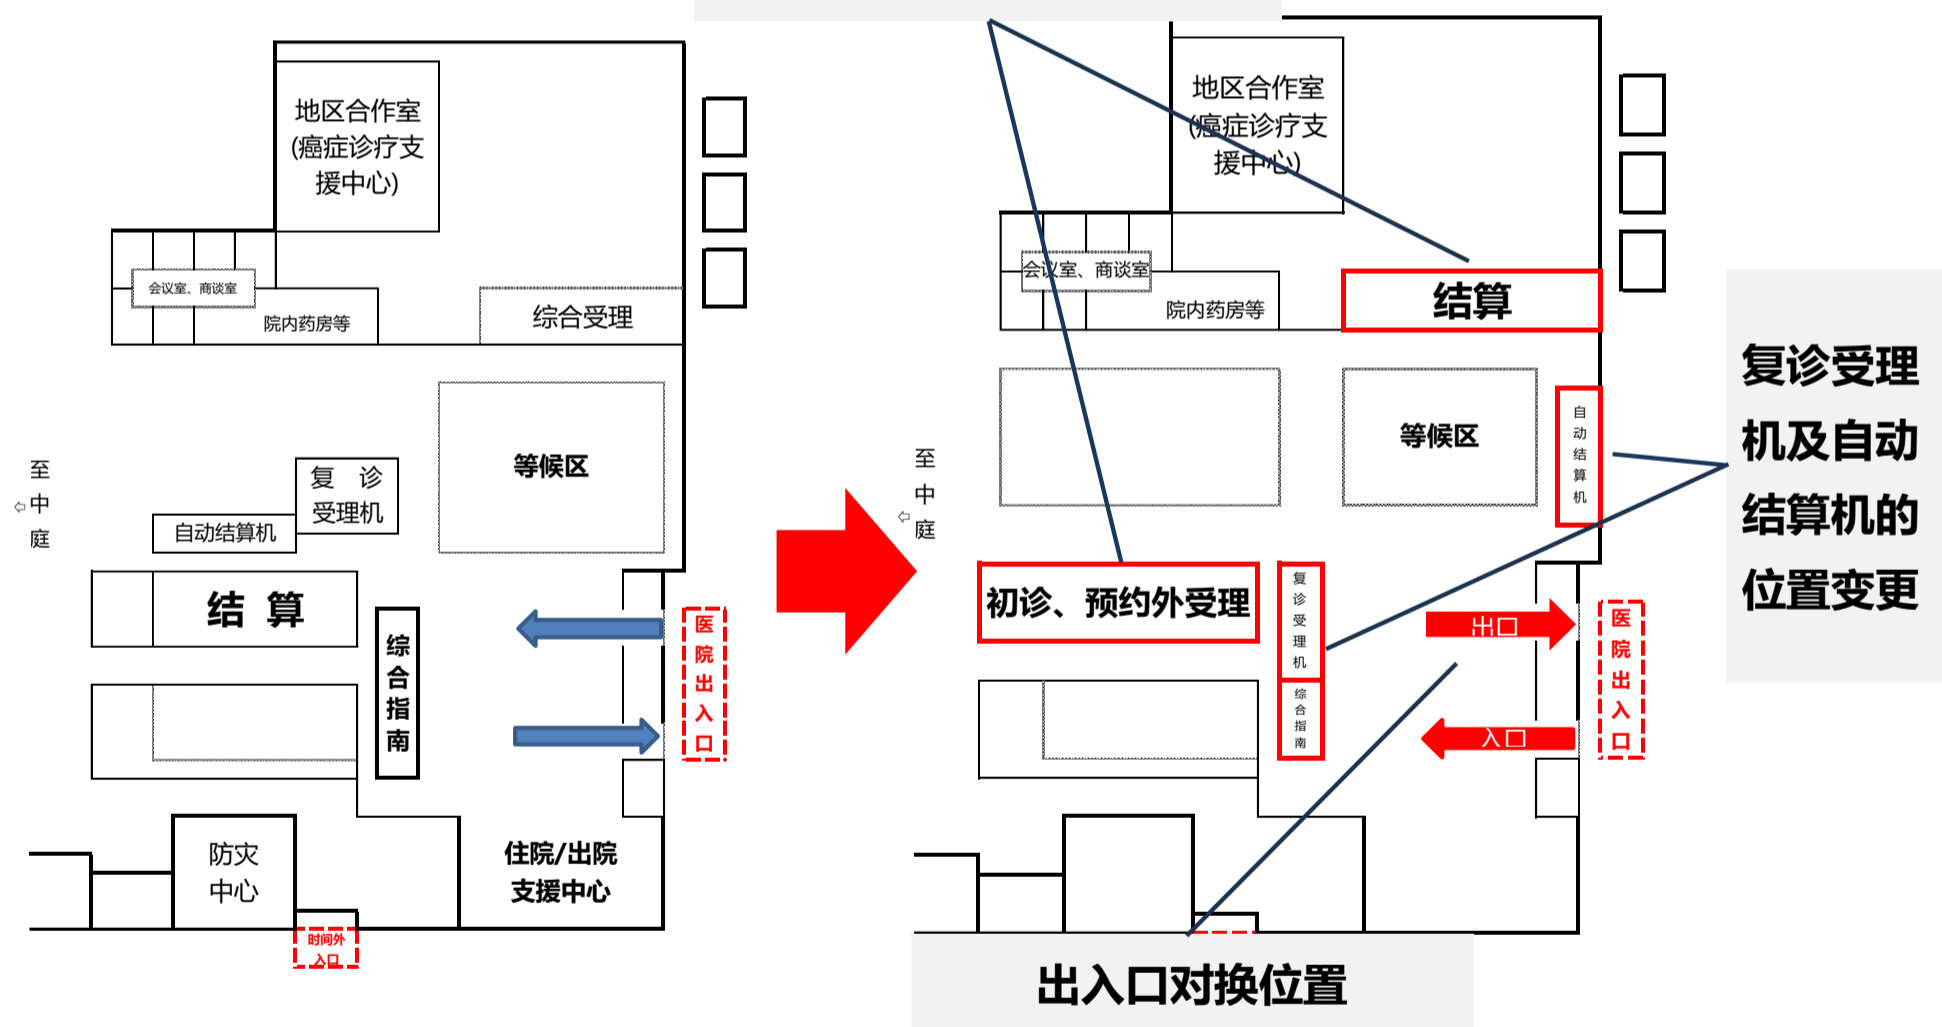 地区合作室
(癌症诊疗支
援中心)
会议室、商谈室
院内药房等
综合受理
等候区
复 诊
受理机
自动结算机
至中庭
⇦
结 算
综合指南
医院出入口
防灾
中心
住院/出院
支援中心
时间外
入口
地区合作室
(癌症诊疗支
援中心)
会议室、商谈室
院内药房等
结算
等候区
自动结算机
至中庭
⇦
初诊、预约外受理
复诊受理机
综合指南
出口
入口
医院出入口
复诊受理
机及自动
结算机的
位置变更
出入口对换位置